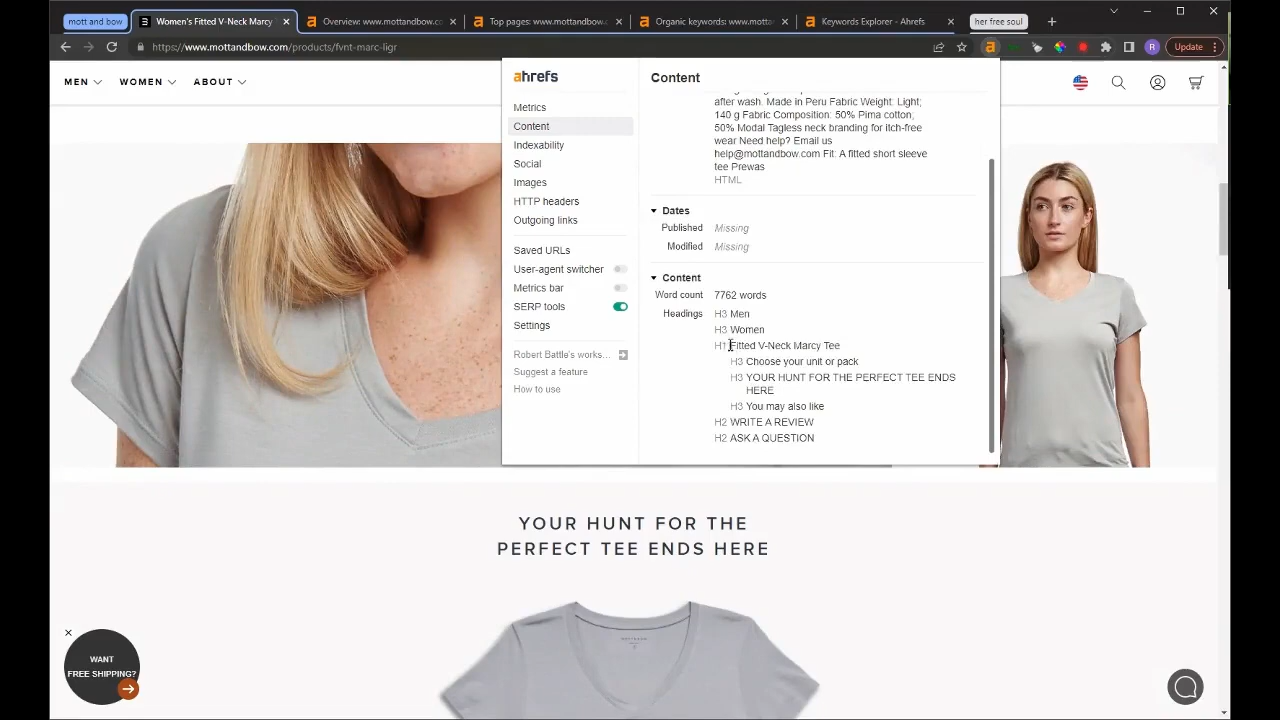 mott and bow
Women's Fitted V-Neck Marcy
Overview: www.mottandbow.com
Top pages: www.mottandbow.
Organic keywords: www.motta
Keywords Explorer - Ahrefs
her free soul
https://www.mottandbow.com/products/fvnt-marc-ligr
R
Update
MEN
WOMEN
ABOUT
ahrefs
Metrics
Content
Indexability
Social
Images
HTTP headers
Outgoing links
Saved URLs
User-agent switcher
Metrics bar
SERP tools
Settings
Robert Battle's works...
Suggest a feature
How to use
Content
after wash. Made in Peru Fabric Weight: Light;
140 g Fabric Composition: 50% Pima cotton;
50% Modal Tagless neck branding for itch-free
wear Need help? Email us
help@mottandbow.com Fit: A fitted short sleeve
tee Prewas
HTML
Dates
Published Missing
Modified Missing
Content
Word count 7762 words
Headings H3 Men
H3 Women
H1 Fitted V-Neck Marcy Tee
H3 Choose your unit or pack
H3 YOUR HUNT FOR THE PERFECT TEE ENDS
HERE
H3 You may also like
H2 WRITE A REVIEW
H2 ASK A QUESTION
YOUR HUNT FOR THE
PERFECT TEE ENDS HERE
WANT
FREE SHIPPING?